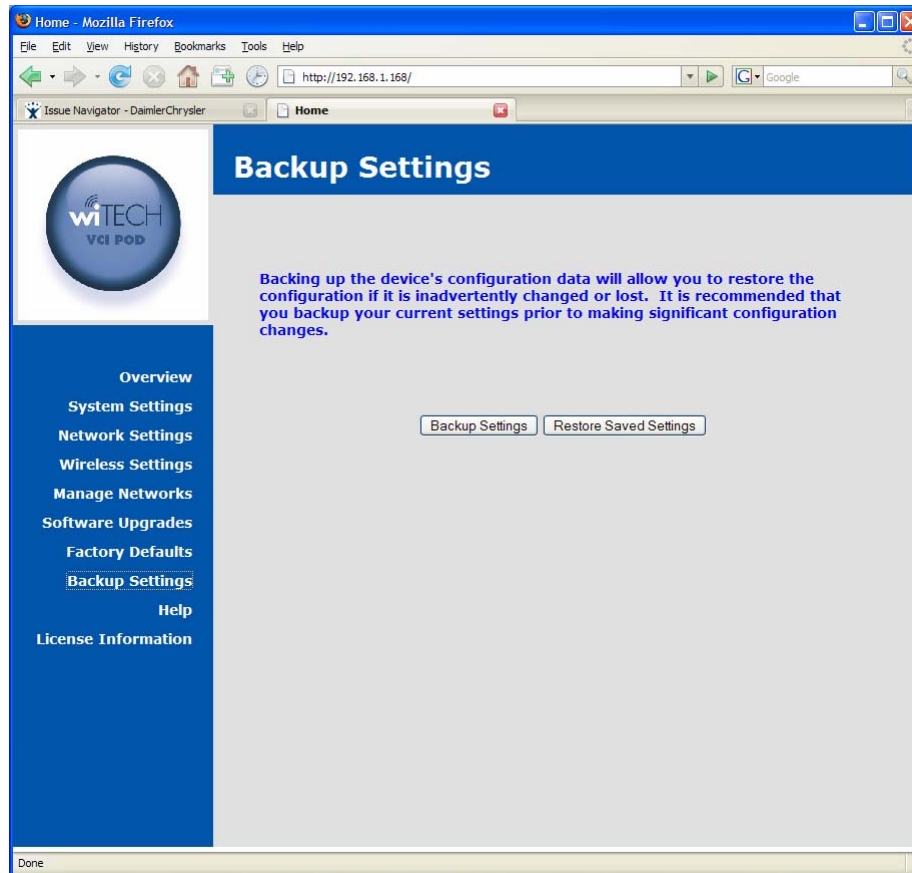 Home - Mozilla Firefox
File Edit View History Bookmarks Tools Help
http://192.168.1.168/
G Google
Issue Navigator - DaimlerChrysler
Home
wiTECH
VCI POD
Backup Settings
Backing up the device's configuration data will allow you to restore the
configuration if it is inadvertently changed or lost. It is recommended that
you backup your current settings prior to making significant configuration
changes.
Backup Settings Restore Saved Settings
Overview
System Settings
Network Settings
Wireless Settings
Manage Networks
Software Upgrades
Factory Defaults
Backup Settings
Help
License Information
Done